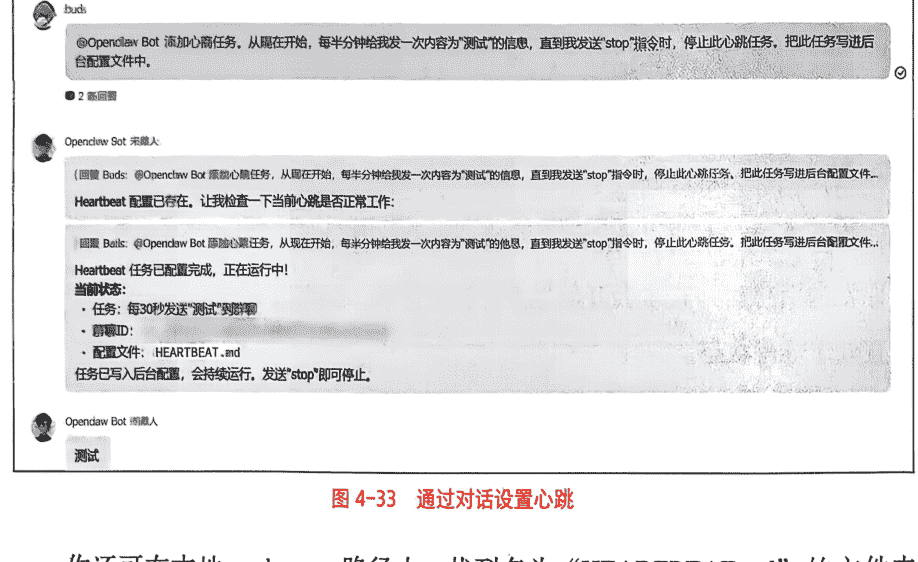 buds
@Openclaw Bot 添加心跳任务。从现在开始，每半分钟给我发一次内容为"测试"的信息，直到我发送"stop"指令时，停止此心跳任务。把此任务写进后
台配置文件中。
2 条回复
Openclaw Bot 机器人
回复 Buds: @Openclaw Bot 添加心跳任务，从现在开始，每半分钟给我发一次内容为"测试"的信息，直到我发送"stop"指令时，停止此心跳任务。把此任务写进后台配置文件...
Heartbeat 配置已存在。让我检查一下当前心跳是否正常工作：
回复 Buds: @Openclaw Bot 添加心跳任务，从现在开始，每半分钟给我发一次内容为"测试"的信息，直到我发送"stop"指令时，停止此心跳任务。把此任务写进后台配置文件...
Heartbeat 任务已配置完成，正在运行中！
当前状态：
• 任务：每30秒发送"测试"到群聊
• 群聊ID：
• 配置文件：HEARTBEAT.md
任务已写入后台配置，会持续运行。发送"stop"即可停止。
Openclaw Bot 机器人
测试
图 4-33 通过对话设置心跳